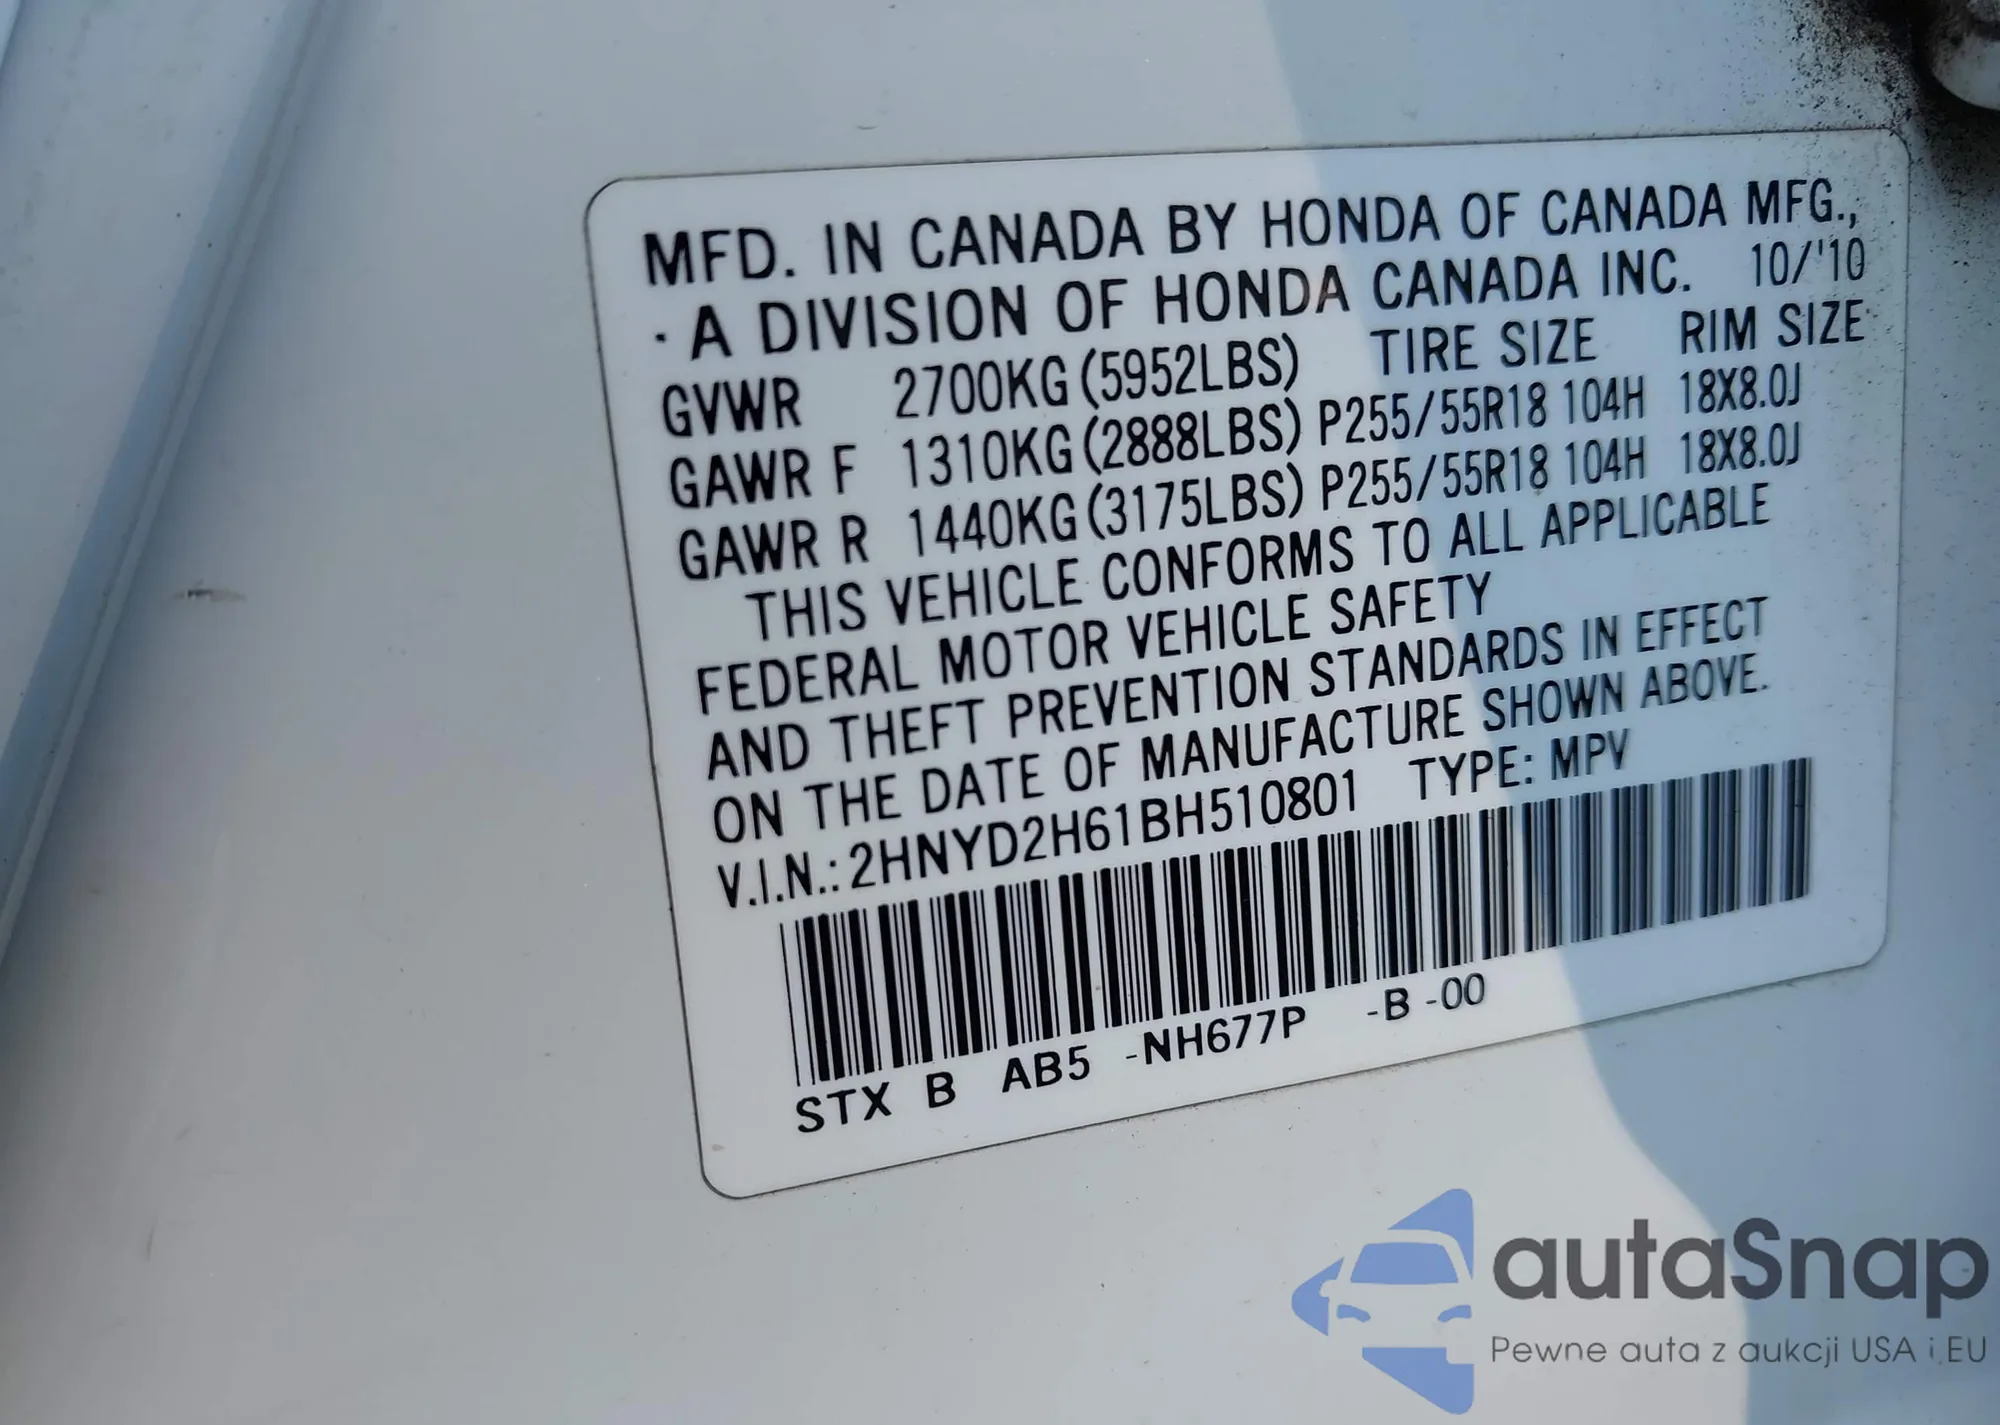 MFD. IN CANADA BY HONDA OF CANADA MFG.,
· A DIVISION OF HONDA CANADA INC. 10/'10
GVWR 2700KG (5952LBS) TIRE SIZE RIM SIZE
GAWR F 1310KG (2888LBS) P255/55R18 104H 18X8.0J
GAWR R 1440KG (3175LBS) P255/55R18 104H 18X8.0J
THIS VEHICLE CONFORMS TO ALL APPLICABLE
FEDERAL MOTOR VEHICLE SAFETY
AND THEFT PREVENTION STANDARDS IN EFFECT
ON THE DATE OF MANUFACTURE SHOWN ABOVE.
V.I.N.: 2HNYD2H61BH510801 TYPE: MPV
STX B AB5 -NH677P -B -00
autaSnap
Pewne auta z aukcji USA i EU